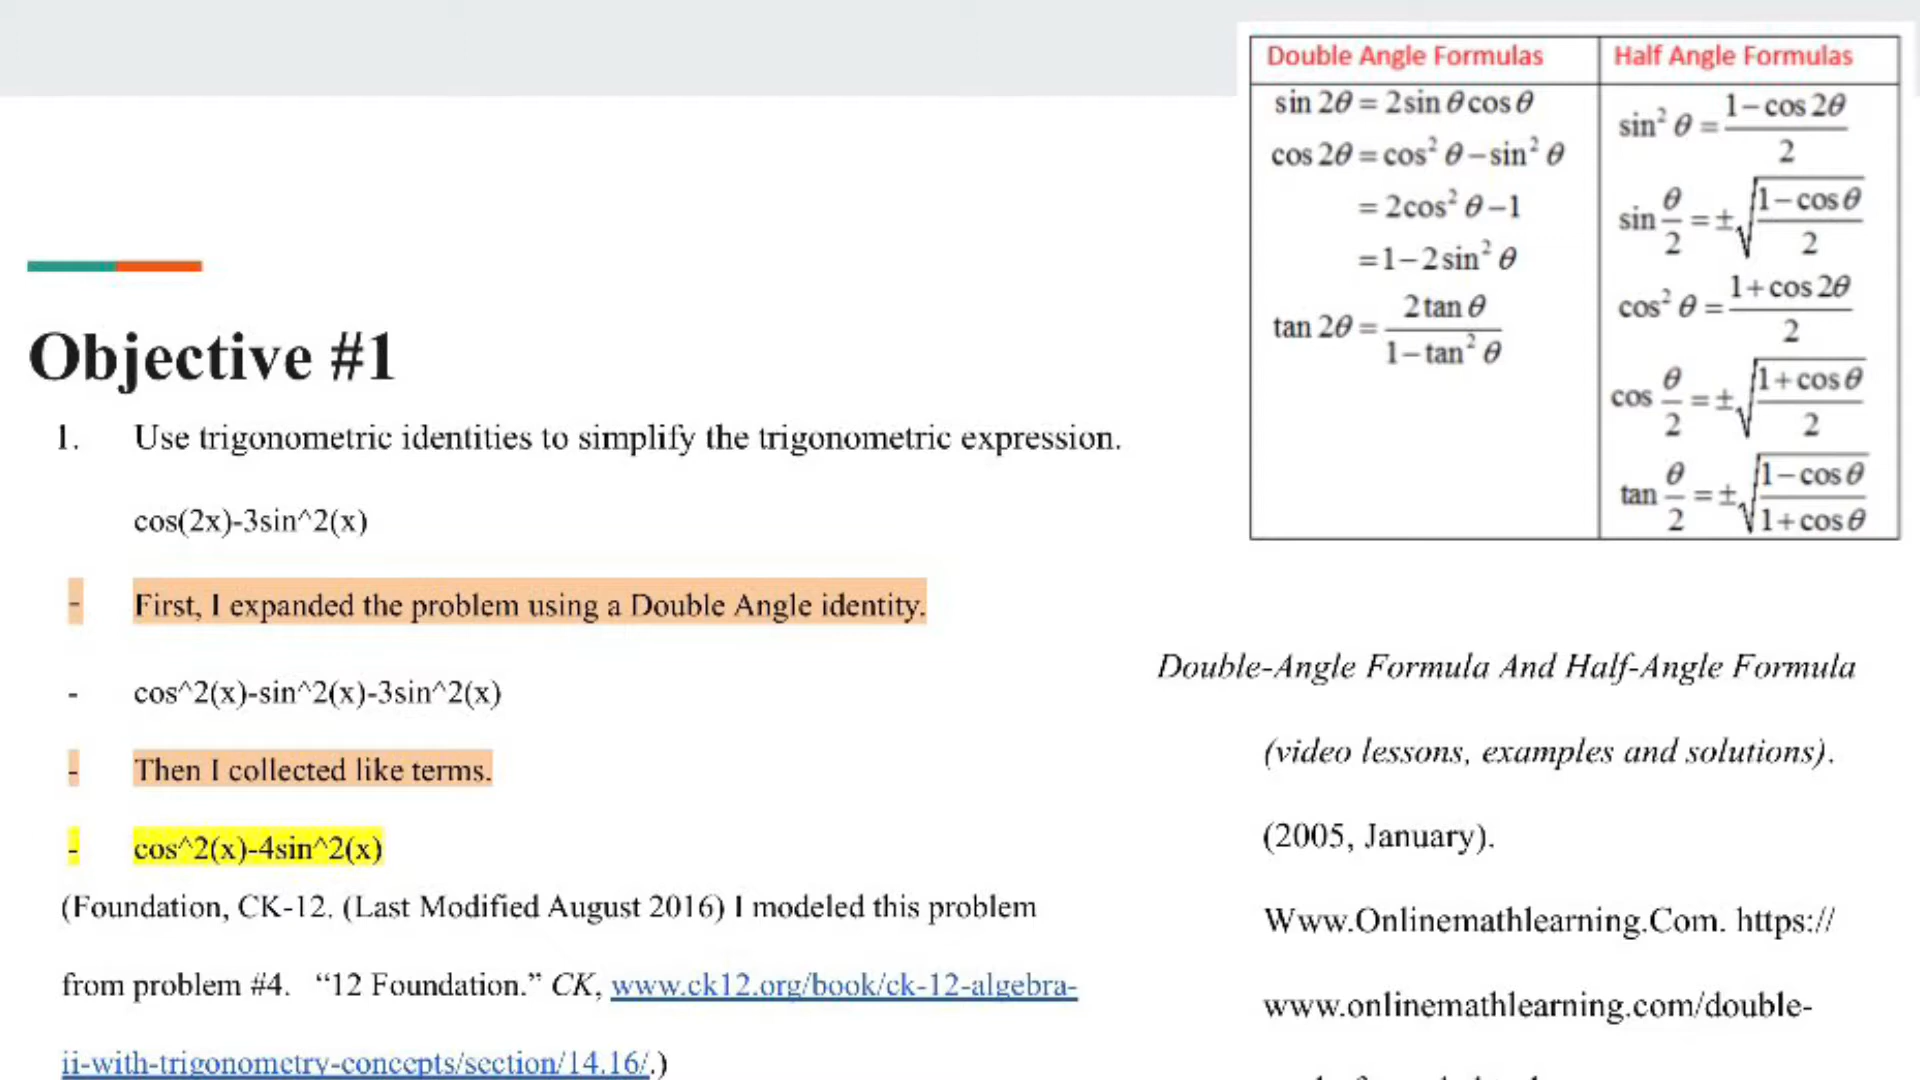 Double Angle Formulas
sin 2θ = 2sin θ cos θ
cos 2θ = cos² θ – sin² θ
= 2cos² θ – 1
= 1 – 2sin² θ
tan 2θ = 2 tan θ / 1 – tan² θ
Half Angle Formulas
sin² θ = 1 – cos 2θ / 2
sin θ/2 = ±√(1 – cos θ / 2)
cos² θ = 1 + cos 2θ / 2
cos θ/2 = ±√(1 + cos θ / 2)
tan θ/2 = ±√(1 – cos θ / 1 + cos θ)
Objective #1
1. Use trigonometric identities to simplify the trigonometric expression.
cos(2x)-3sin^2(x)
- First, I expanded the problem using a Double Angle identity.
- cos^2(x)-sin^2(x)-3sin^2(x)
- Then I collected like terms.
- cos^2(x)-4sin^2(x)
(Foundation, CK-12. (Last Modified August 2016) I modeled this problem
from problem #4. “12 Foundation.” CK, www.ck12.org/book/ck-12-algebra-
ii-with-trigonometry-concepts/section/14.16/.)
Double-Angle Formula And Half-Angle Formula
(video lessons, examples and solutions).
(2005, January).
Www.Onlinemathlearning.Com. https://
www.onlinemathlearning.com/double-